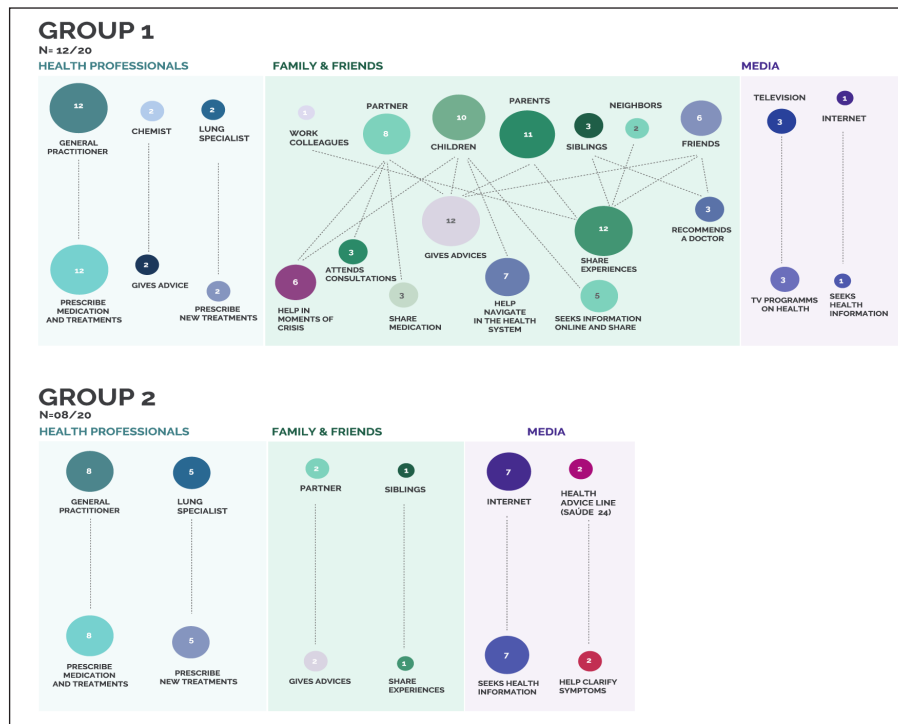 GROUP 1
N= 12/20
HEALTH PROFESSIONALS
FAMILY & FRIENDS
MEDIA
12
GENERAL
PRACTITIONER
2
CHEMIST
2
LUNG
SPECIALIST
1
WORK
COLLEAGUES
PARTNER
8
10
CHILDREN
PARENTS
11
3
SIBLINGS
NEIGHBORS
2
6
FRIENDS
TELEVISION
3
1
INTERNET
12
PRESCRIBE
MEDICATION
AND TREATMENTS
2
GIVES ADVICE
2
PRESCRIBE
NEW TREATMENTS
6
HELP IN
MOMENTS OF
CRISIS
3
ATTENDS
CONSULTATIONS
3
SHARE
MEDICATION
12
GIVES ADVICES
7
HELP
NAVIGATE
IN THE HEALTH
SYSTEM
12
SHARE
EXPERIENCES
5
SEEKS INFORMATION
ONLINE AND SHARE
3
RECOMMENDS
A DOCTOR
3
TV PROGRAMMS
ON HEALTH
1
SEEKS
HEALTH
INFORMATION
GROUP 2
N=08/20
HEALTH PROFESSIONALS
FAMILY & FRIENDS
MEDIA
8
GENERAL
PRACTITIONER
5
LUNG
SPECIALIST
2
PARTNER
1
SIBLINGS
7
INTERNET
2
HEALTH
ADVICE LINE
(SAÚDE 24)
8
PRESCRIBE
MEDICATION
AND TREATMENTS
5
PRESCRIBE
NEW TREATMENTS
2
GIVES ADVICES
1
SHARE
EXPERIENCES
7
SEEKS HEALTH
INFORMATION
2
HELP CLARIFY
SYMPTOMS